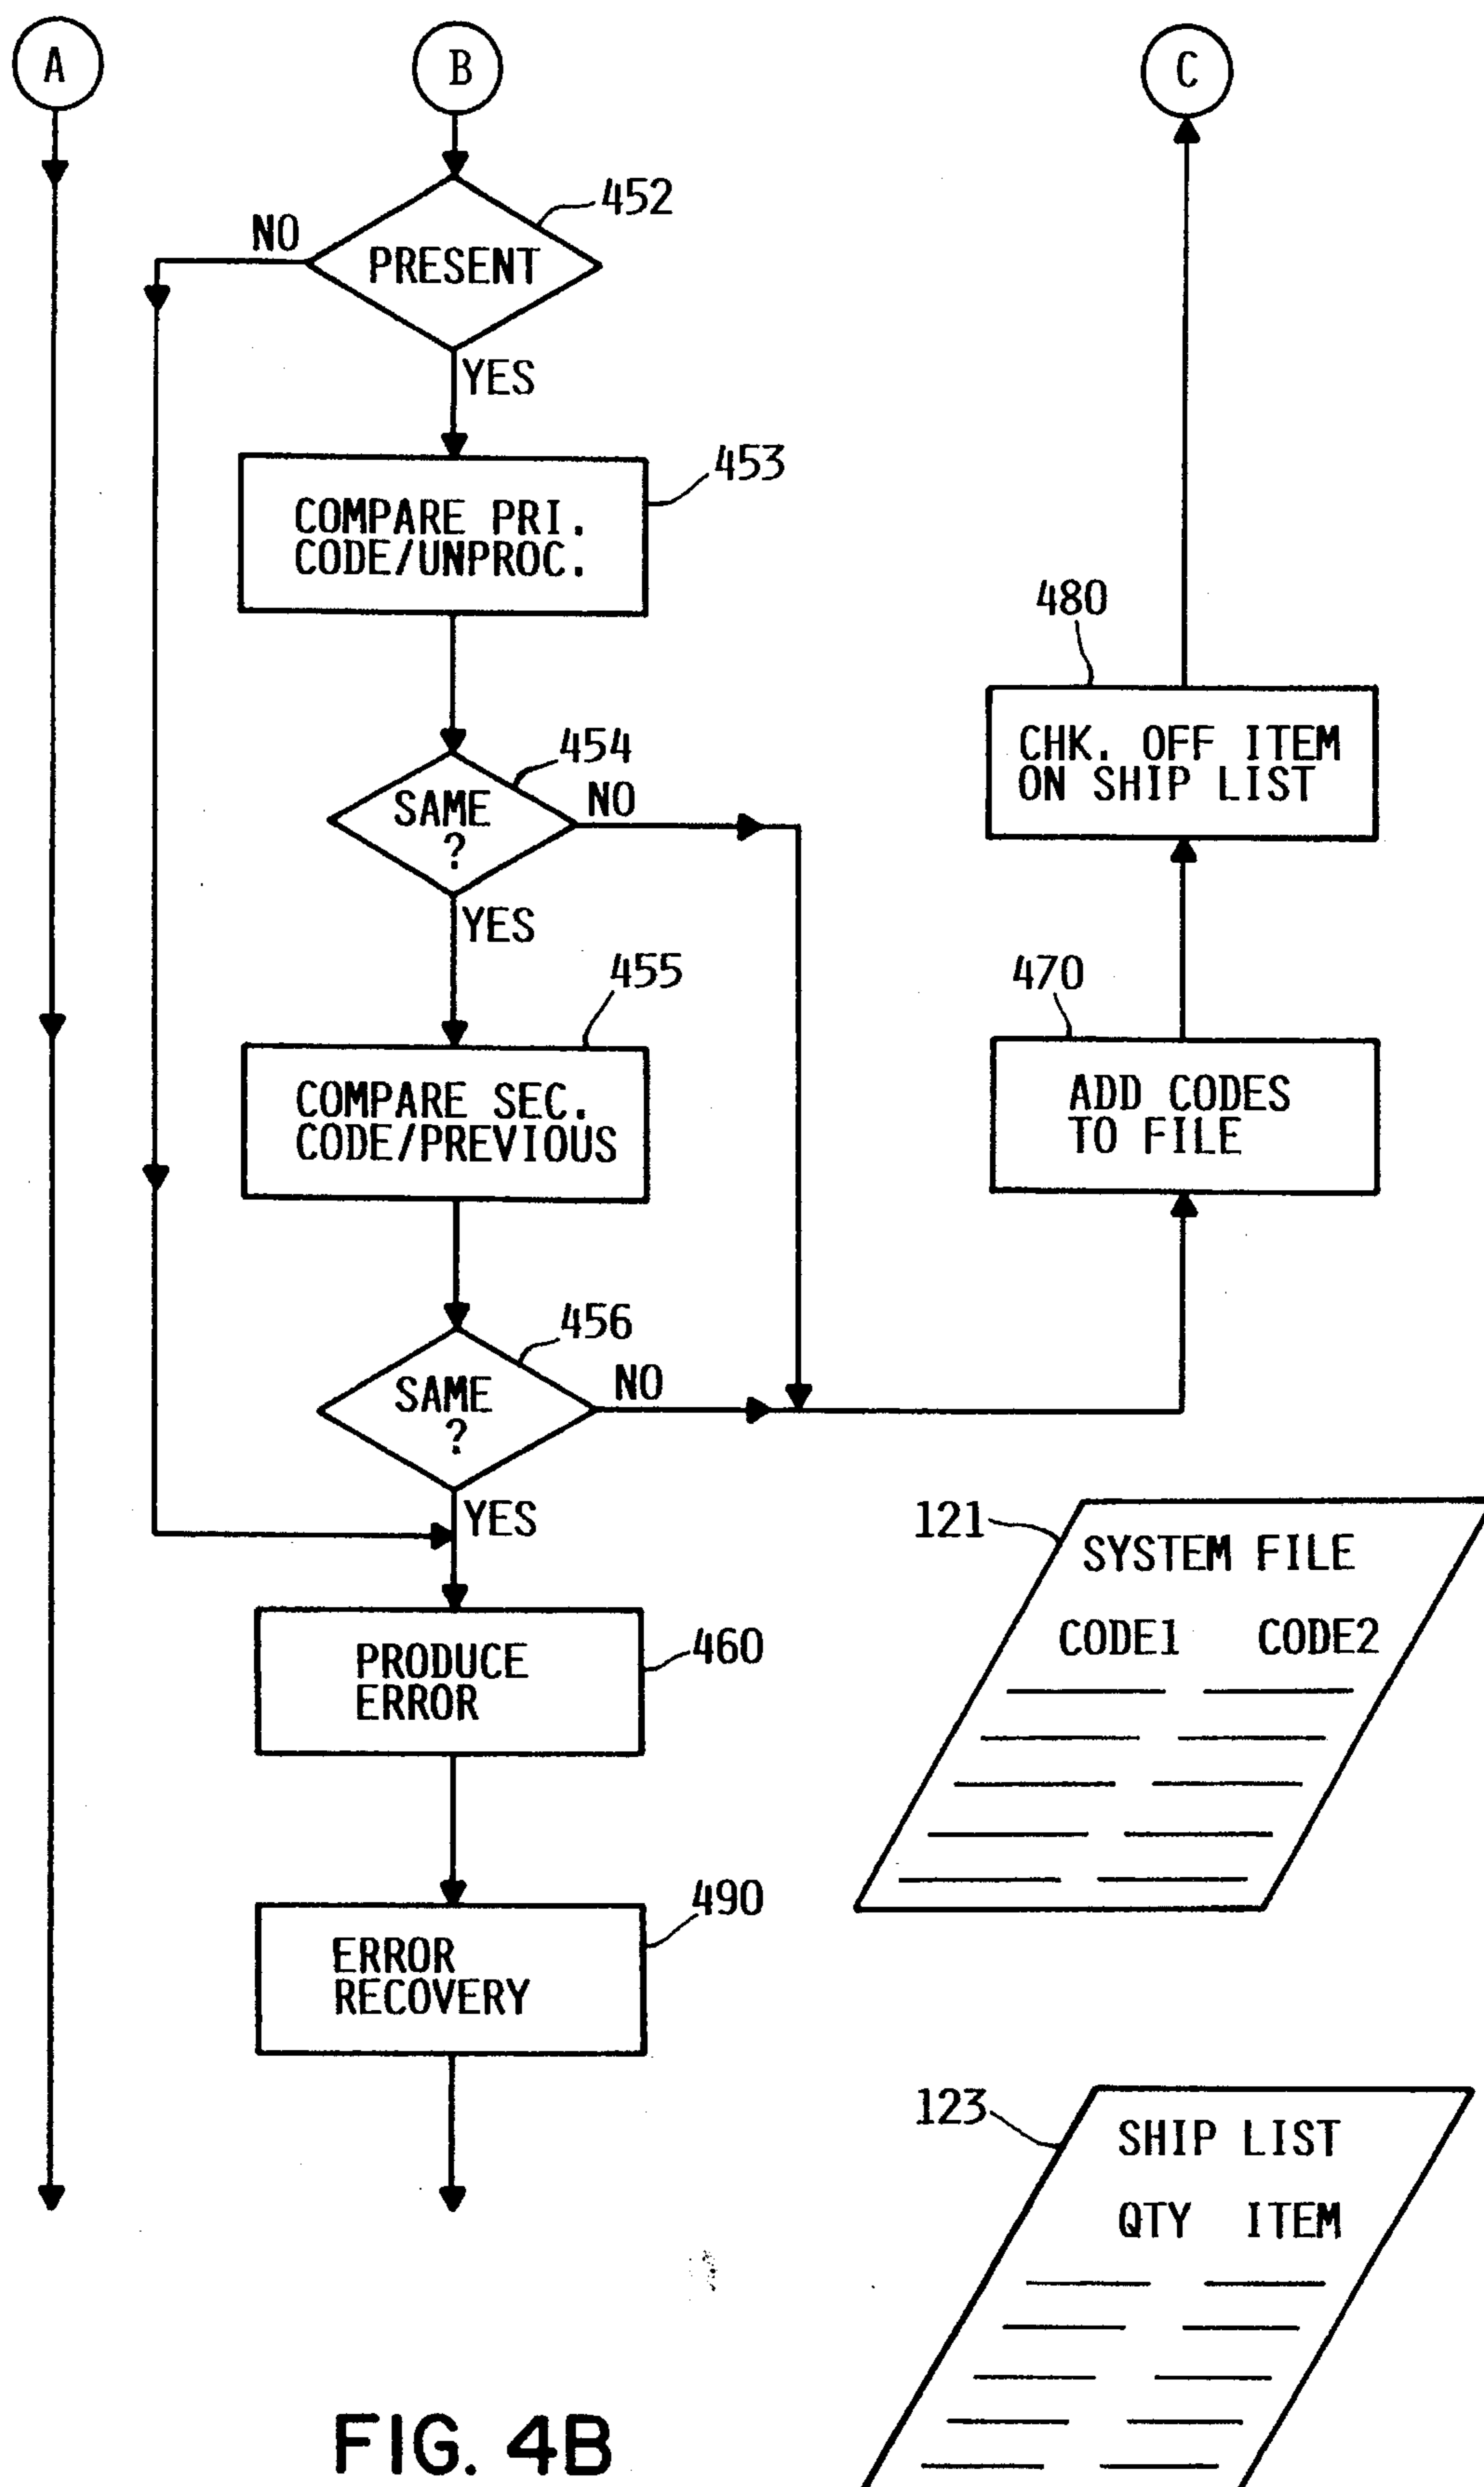 A
B
C
452
NO
PRESENT
YES
453
COMPARE PRI.
CODE/UNPROC.
454
SAME
?
NO
YES
455
COMPARE SEC.
CODE/PREVIOUS
456
SAME
?
NO
YES
460
PRODUCE
ERROR
490
ERROR
RECOVERY
480
CHK. OFF ITEM
ON SHIP LIST
470
ADD CODES
TO FILE
121
SYSTEM FILE
CODE1 CODE2
123
SHIP LIST
QTY ITEM
FIG. 4B